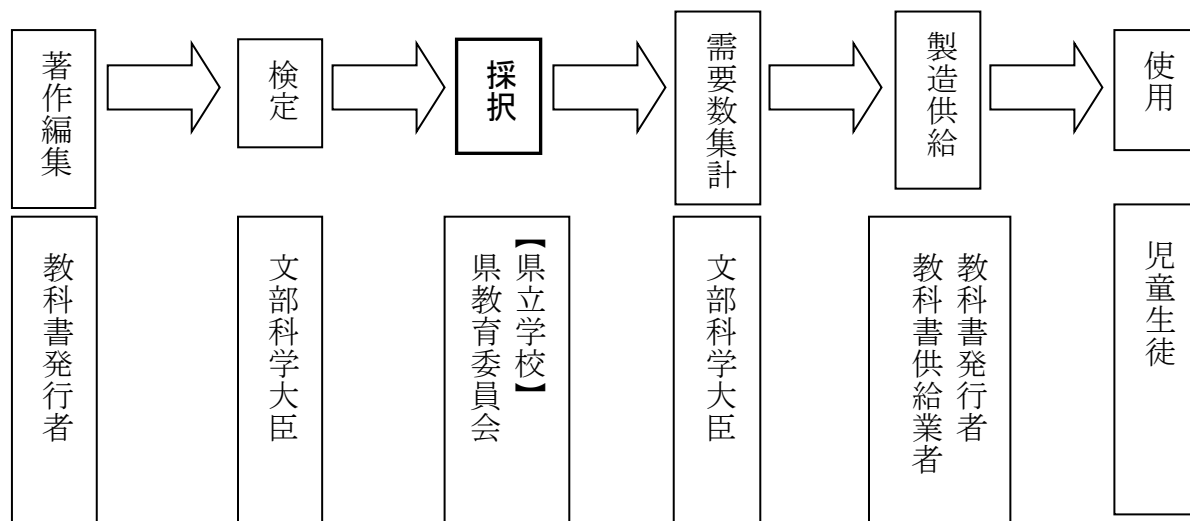 著作編集
検定
採択
需要数集計
製造供給
使用
教科書発行者
文部科学大臣
【県立学校】
県教育委員会
文部科学大臣
教科書発行者
教科書供給業者
児童生徒